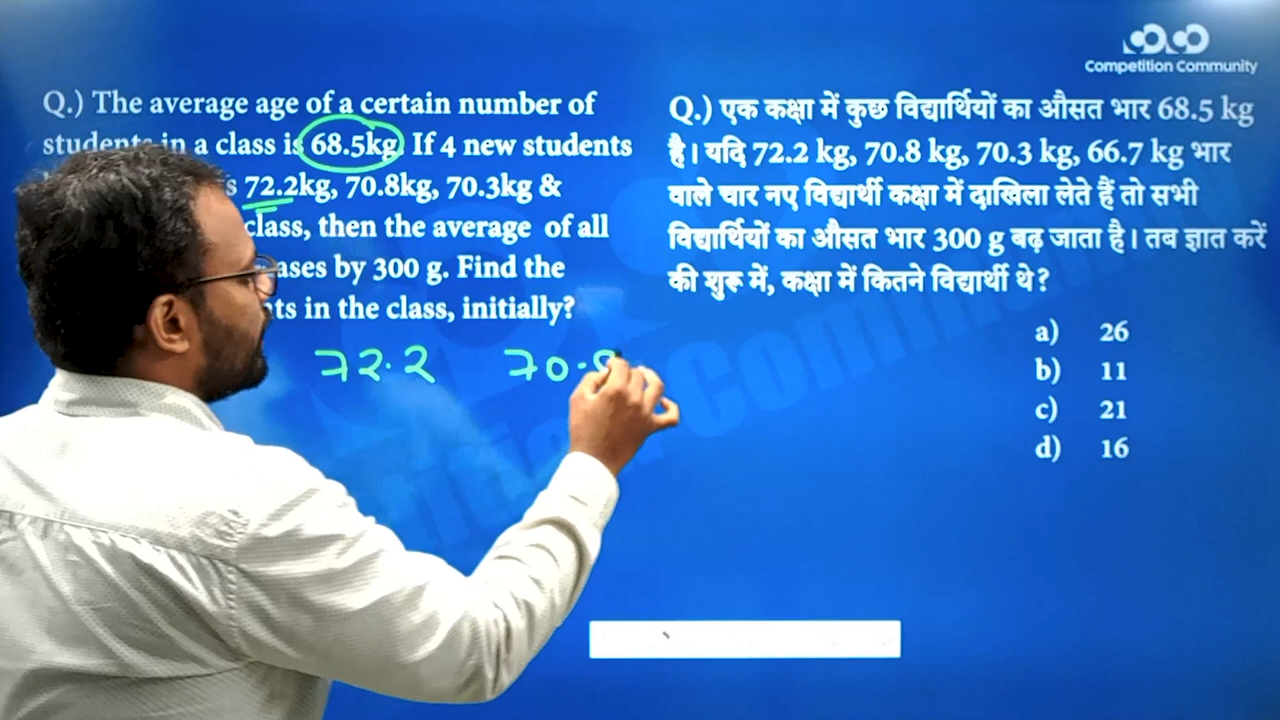 Competition Community
Q.) The average age of a certain number of
students in a class is 68.5kg. If 4 new students
72.2kg, 70.8kg, 70.3kg &
class, then the average of all
ases by 300 g. Find the
ts in the class, initially?
72.2 70.8
Q.) एक कक्षा में कुछ विद्यार्थियों का औसत भार 68.5 kg
है। यदि 72.2 kg, 70.8 kg, 70.3 kg, 66.7 kg भार
वाले चार नए विद्यार्थी कक्षा में दाखिला लेते हैं तो सभी
विद्यार्थियों का औसत भार 300 g बढ़ जाता है। तब ज्ञात करें
की शुरू में, कक्षा में कितने विद्यार्थी थे?
a) 26
b) 11
c) 21
d) 16